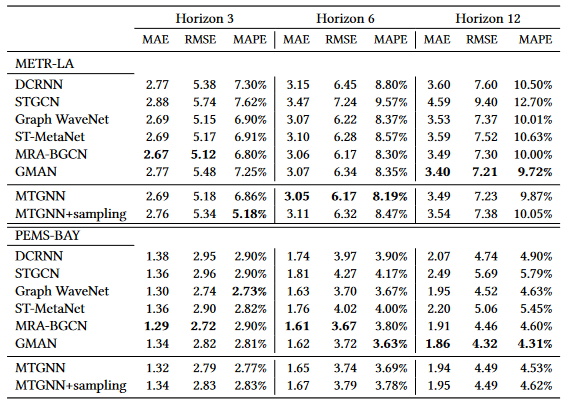 Horizon 3 Horizon 6 Horizon 12
MAE RMSE MAPE MAE RMSE MAPE MAE RMSE MAPE
METR-LA
DCRNN 2.77 5.38 7.30% 3.15 6.45 8.80% 3.60 7.60 10.50%
STGCN 2.88 5.74 7.62% 3.47 7.24 9.57% 4.59 9.40 12.70%
Graph WaveNet 2.69 5.15 6.90% 3.07 6.22 8.37% 3.53 7.37 10.01%
ST-MetaNet 2.69 5.17 6.91% 3.10 6.28 8.57% 3.59 7.52 10.63%
MRA-BGCN 2.67 5.12 6.80% 3.06 6.17 8.30% 3.49 7.30 10.00%
GMAN 2.77 5.48 7.25% 3.07 6.34 8.35% 3.40 7.21 9.72%
MTGNN 2.69 5.18 6.86% 3.05 6.17 8.19% 3.49 7.23 9.87%
MTGNN+sampling 2.76 5.34 5.18% 3.11 6.32 8.47% 3.54 7.38 10.05%
PEMS-BAY
DCRNN 1.38 2.95 2.90% 1.74 3.97 3.90% 2.07 4.74 4.90%
STGCN 1.36 2.96 2.90% 1.81 4.27 4.17% 2.49 5.69 5.79%
Graph WaveNet 1.30 2.74 2.73% 1.63 3.70 3.67% 1.95 4.52 4.63%
ST-MetaNet 1.36 2.90 2.82% 1.76 4.02 4.00% 2.20 5.06 5.45%
MRA-BGCN 1.29 2.72 2.90% 1.61 3.67 3.80% 1.91 4.46 4.60%
GMAN 1.34 2.82 2.81% 1.62 3.72 3.63% 1.86 4.32 4.31%
MTGNN 1.32 2.79 2.77% 1.65 3.74 3.69% 1.94 4.49 4.53%
MTGNN+sampling 1.34 2.83 2.83% 1.67 3.79 3.78% 1.95 4.49 4.62%